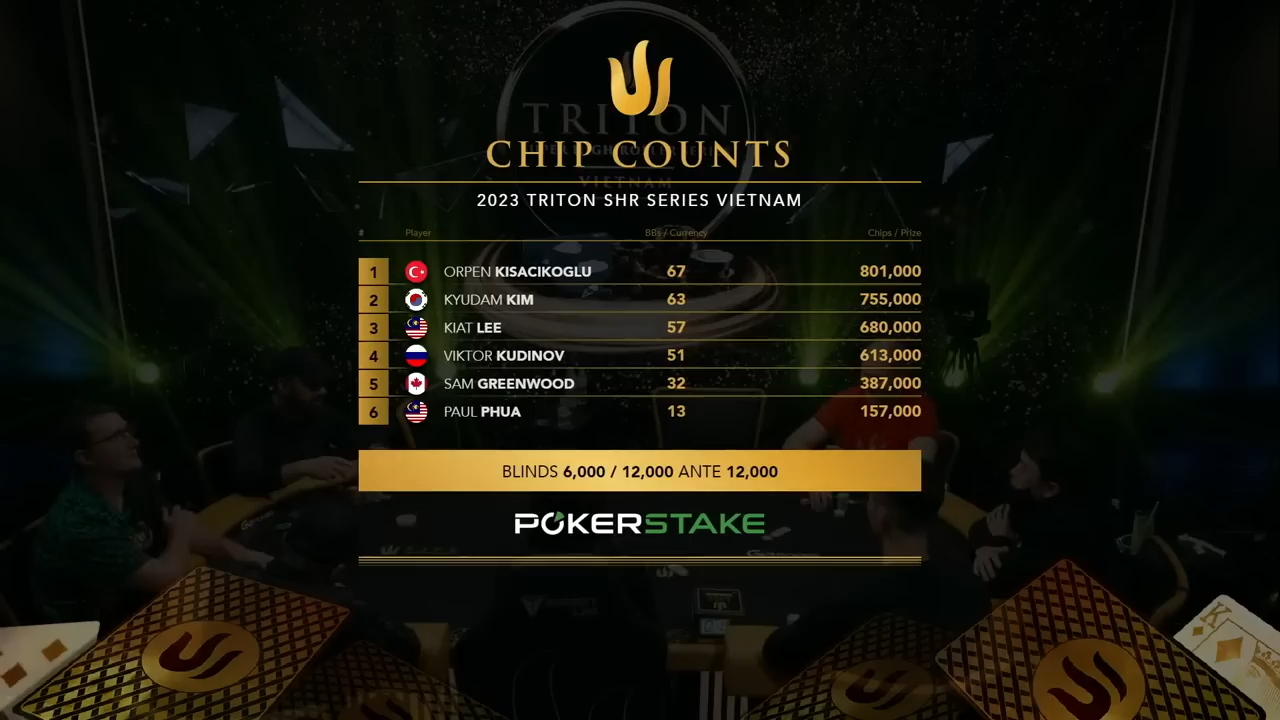 TRITON
CHIP COUNTS
VIETNAM
2023 TRITON SHR SERIES VIETNAM
# Player BBs / Currency Chips / Prize
1 ORPEN KISACIKOGLU 67 801,000
2 KYUDAM KIM 63 755,000
3 KIAT LEE 57 680,000
4 VIKTOR KUDINOV 51 613,000
5 SAM GREENWOOD 32 387,000
6 PAUL PHUA 13 157,000
BLINDS 6,000 / 12,000 ANTE 12,000
POKERSTAKE
K